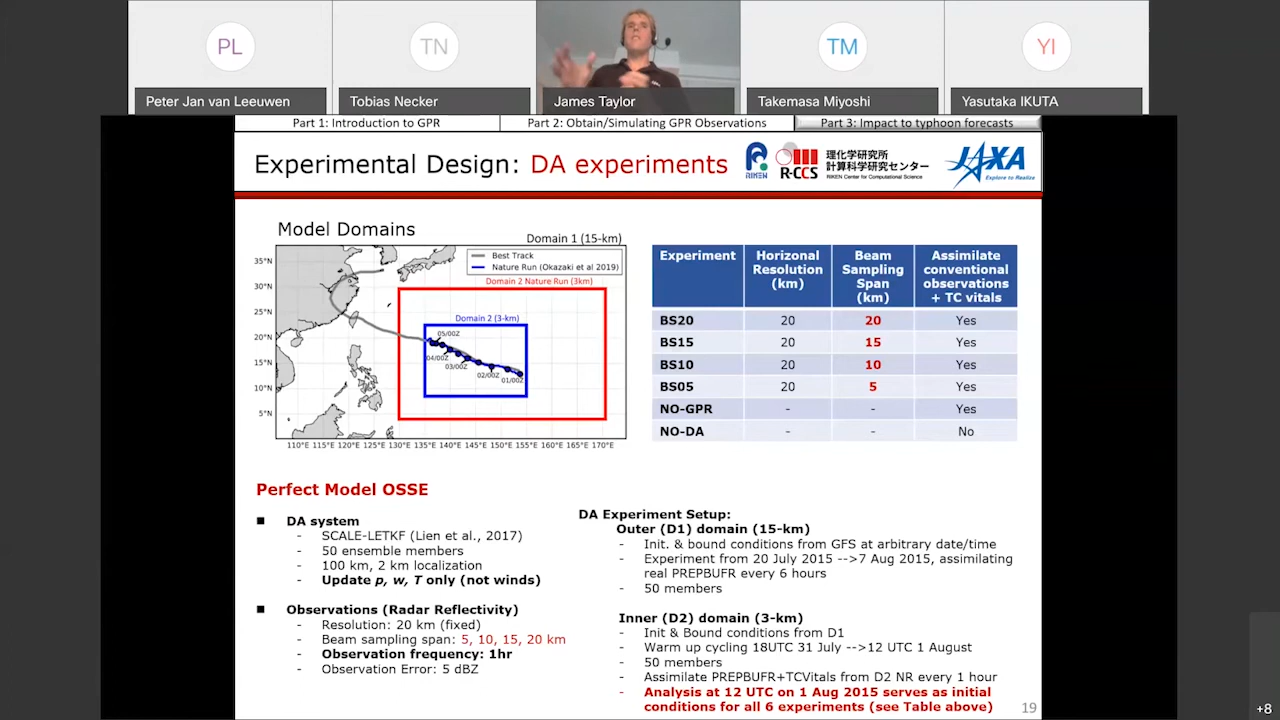 PL
TN
TM
YI
Peter Jan van Leeuwen
Tobias Necker
James Taylor
Takemasa Miyoshi
Yasutaka IKUTA
Part 1: Introduction to GPR
Part 2: Obtain/Simulating GPR Observations
Part 3: Impact to typhoon forecasts
Experimental Design: DA experiments
RIKEN
R-CCS
理化学研究所
計算科学研究センター
RIKEN Center for Computational Science
JAXA
Explore to Realize
Model Domains
Domain 1 (15-km)
Best Track
Nature Run (Okazaki et al 2019)
Domain 2 Nature Run (3km)
Domain 2 (3-km)
05/00Z
04/00Z
03/00Z
02/00Z
01/00Z
35°N
30°N
25°N
20°N
15°N
10°N
5°N
110°E 115°E 120°E 125°E 130°E 135°E 140°E 145°E 150°E 155°E 160°E 165°E 170°E
Experiment
Horizonal
Resolution
(km)
Beam
Sampling
Span
(km)
Assimilate
conventional
observations
+ TC vitals
BS20 20 20 Yes
BS15 20 15 Yes
BS10 20 10 Yes
BS05 20 5 Yes
NO-GPR - - Yes
NO-DA - - No
Perfect Model OSSE
■ DA system
- SCALE-LETKF (Lien et al., 2017)
- 50 ensemble members
- 100 km, 2 km localization
- Update p, w, T only (not winds)
■ Observations (Radar Reflectivity)
- Resolution: 20 km (fixed)
- Beam sampling span: 5, 10, 15, 20 km
- Observation frequency: 1hr
- Observation Error: 5 dBZ
DA Experiment Setup:
Outer (D1) domain (15-km)
- Init. & bound conditions from GFS at arbitrary date/time
- Experiment from 20 July 2015 -->7 Aug 2015, assimilating
real PREPBUFR every 6 hours
- 50 members
Inner (D2) domain (3-km)
- Init & Bound conditions from D1
- Warm up cycling 18UTC 31 July -->12 UTC 1 August
- 50 members
- Assimilate PREPBUFR+TCVitals from D2 NR every 1 hour
- Analysis at 12 UTC on 1 Aug 2015 serves as initial
conditions for all 6 experiments (see Table above)
19
+8